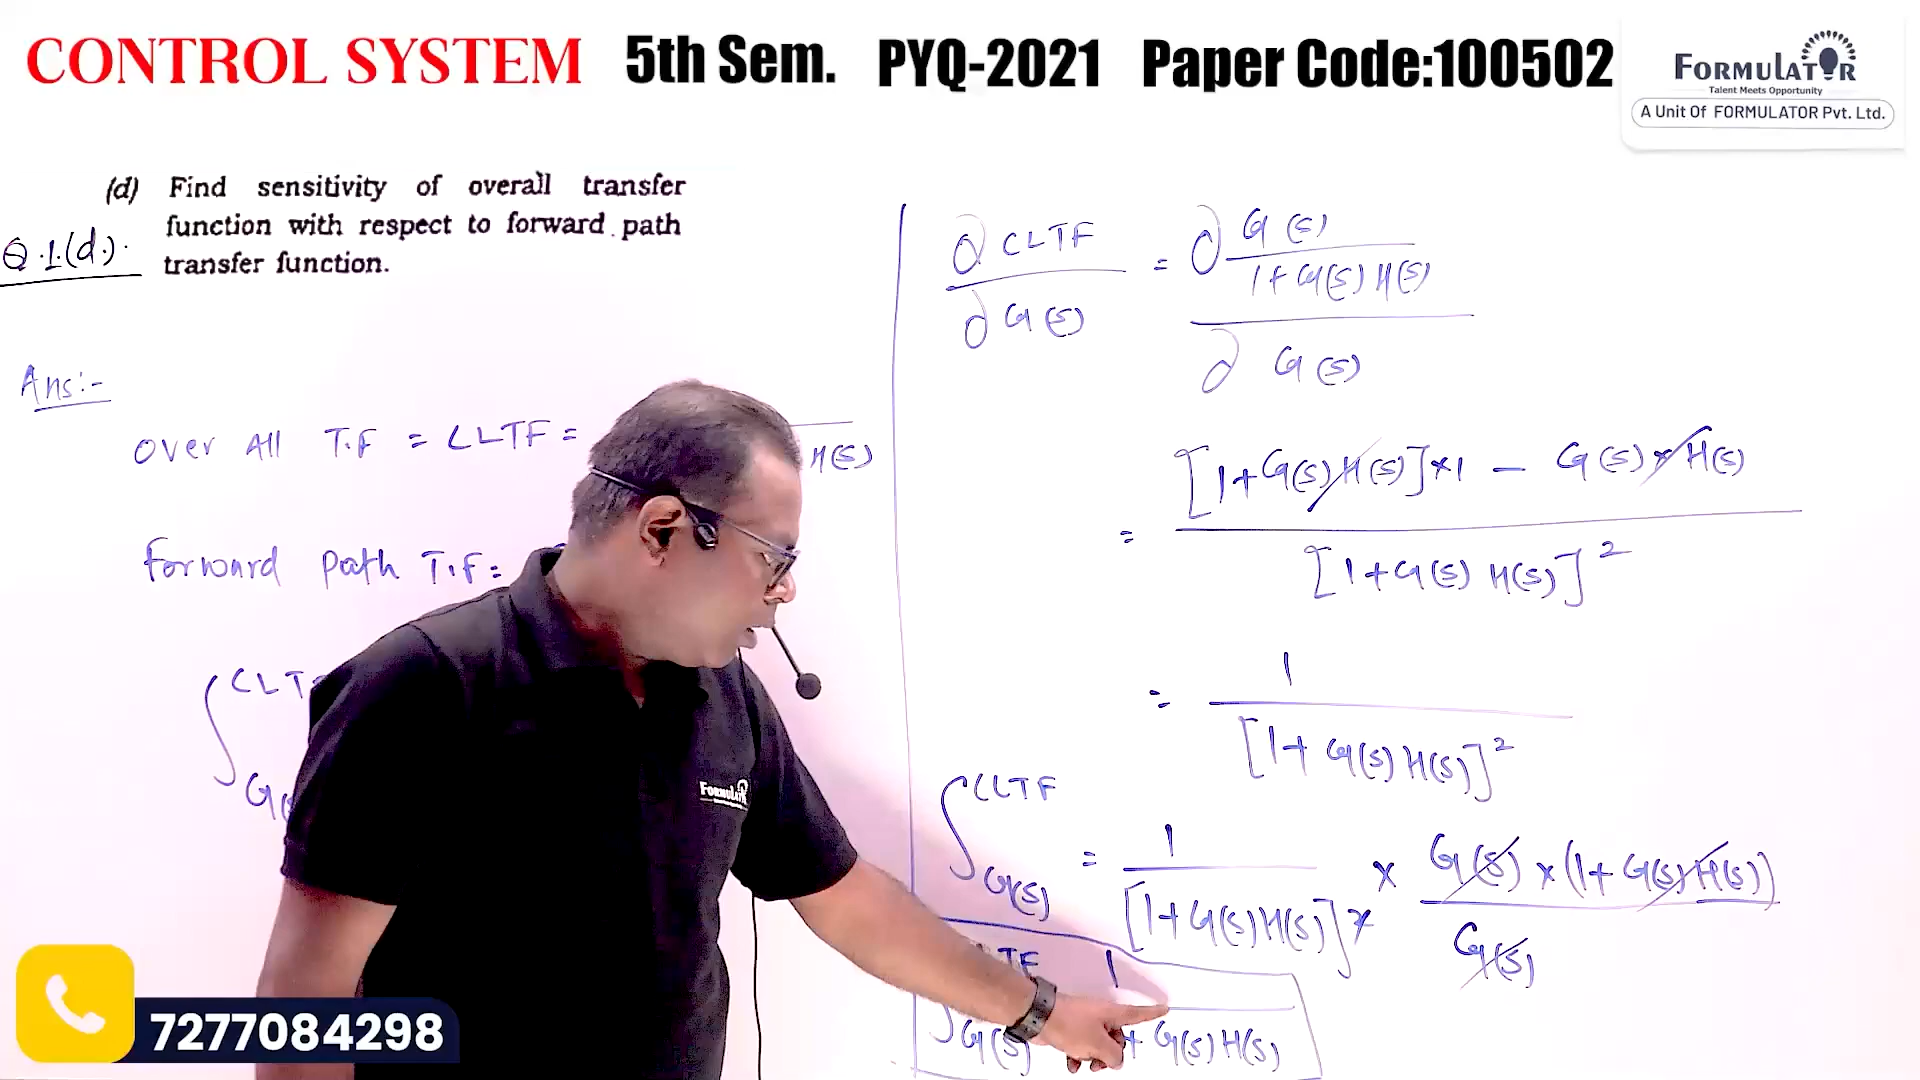 CONTROL SYSTEM 5th Sem. PYQ-2021 Paper Code:100502
FORMULATOR
Talent Meets Opportunity
A Unit Of FORMULATOR Pvt. Ltd.
(d) Find sensitivity of overall transfer
function with respect to forward path
transfer function.
Q.1.(d).
Ans:-
Over All T.F = CLTF =
H(S)
Forward Path T.F =
CLT
G(
FORMULATOR
7277084298
∂ CLTF / ∂ G(S) = ∂ G(S) / 1+G(S)H(S) / ∂ G(S)
= [1+G(S)H(S)]×1 − G(S)×H(S) / [1+G(S)H(S)]²
= 1 / [1+G(S)H(S)]²
∫ CLTF G(S) = 1 / [1+G(S)H(S)] × G(S)×(1+G(S)H(S)) / G(S)
TF G(S) 1 / + G(S)H(S)